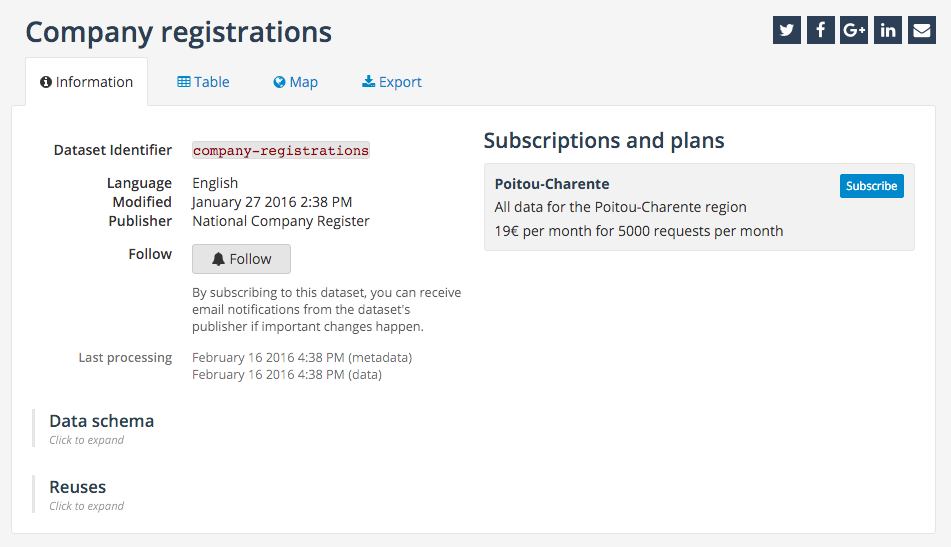 Company registrations
Information
Table
Map
Export
Dataset Identifier company-registrations
Language English
Modified January 27 2016 2:38 PM
Publisher National Company Register
Follow Follow
By subscribing to this dataset, you can receive
email notifications from the dataset's
publisher if important changes happen.
Last processing February 16 2016 4:38 PM (metadata)
February 16 2016 4:38 PM (data)
Data schema
Click to expand
Reuses
Click to expand
Subscriptions and plans
Poitou-Charente
Subscribe
All data for the Poitou-Charente region
19€ per month for 5000 requests per month